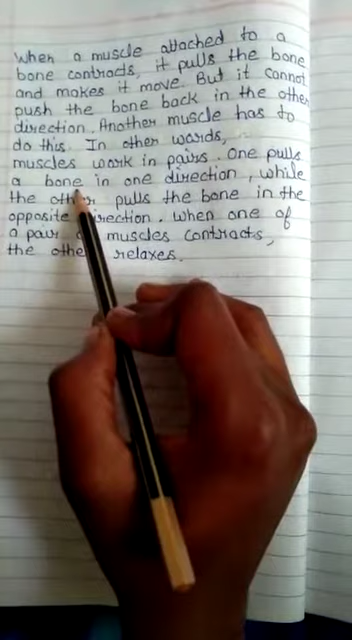 When a muscle attached to a
bone contracts, it pulls the bone
and makes it move. But it cannot
push the bone back in the other
direction. Another muscle has to
do this. In other words,
muscles work in pairs. One pulls
a bone in one direction, while
the other pulls the bone in the
opposite direction. When one of
a pair muscles contracts,
the other relaxes.